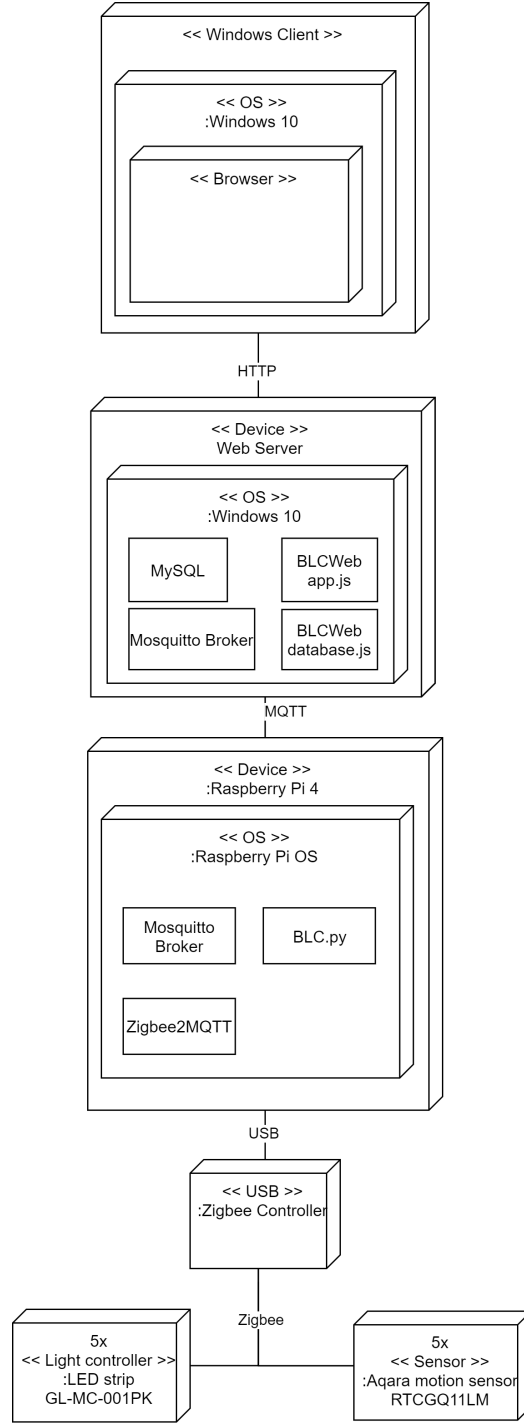 << Windows Client >>
<< OS >>
:Windows 10
<< Browser >>
HTTP
<< Device >>
Web Server
<< OS >>
:Windows 10
MySQL
BLCWeb
app.js
Mosquitto Broker
BLCWeb
database.js
MQTT
<< Device >>
:Raspberry Pi 4
<< OS >>
:Raspberry Pi OS
Mosquitto
Broker
BLC.py
Zigbee2MQTT
USB
<< USB >>
:Zigbee Controller
Zigbee
5x
<< Light controller >>
:LED strip
GL-MC-001PK
5x
<< Sensor >>
:Aqara motion sensor
RTCGQ11LM